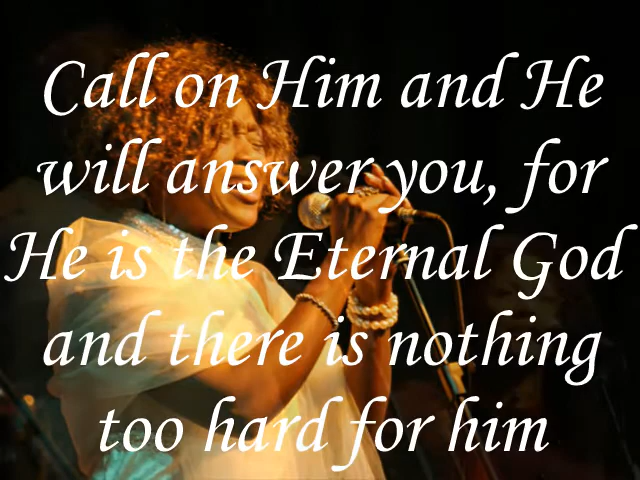 Call on Him and He
will answer you, for
He is the Eternal God
and there is nothing
too hard for him